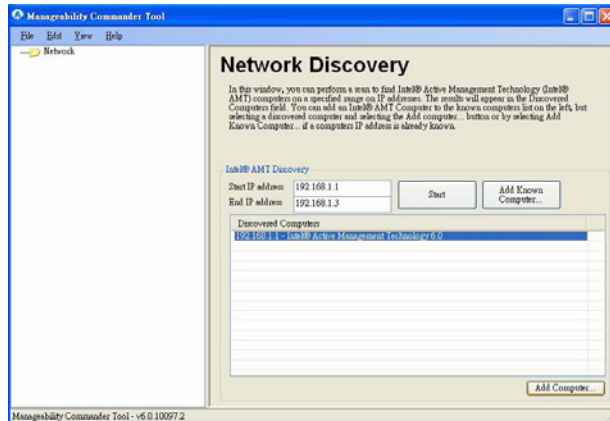 Manageability Commander Tool
File Edit View Help
Network
Network Discovery
In this window, you can perform a scan to find Intel® Active Management Technology (Intel®
AMT) computers on a specified range on IP addresses. The results will appear in the Discovered
Computers field. You can add an Intel® AMT Computer to the known computers list on the left, but
selecting a discovered computer and selecting the Add computer... button or by selecting Add
Known Computer... if a computers IP address is already known.
Intel® AMT Discovery
Start IP address 192.168.1.1
End IP address 192.168.1.3
Start
Add Known
Computer...
Discovered Computers
192.168.1.1 - Intel® Active Management Technology 6.0
Add Computer...
Manageability Commander Tool - v6.0.10097.2